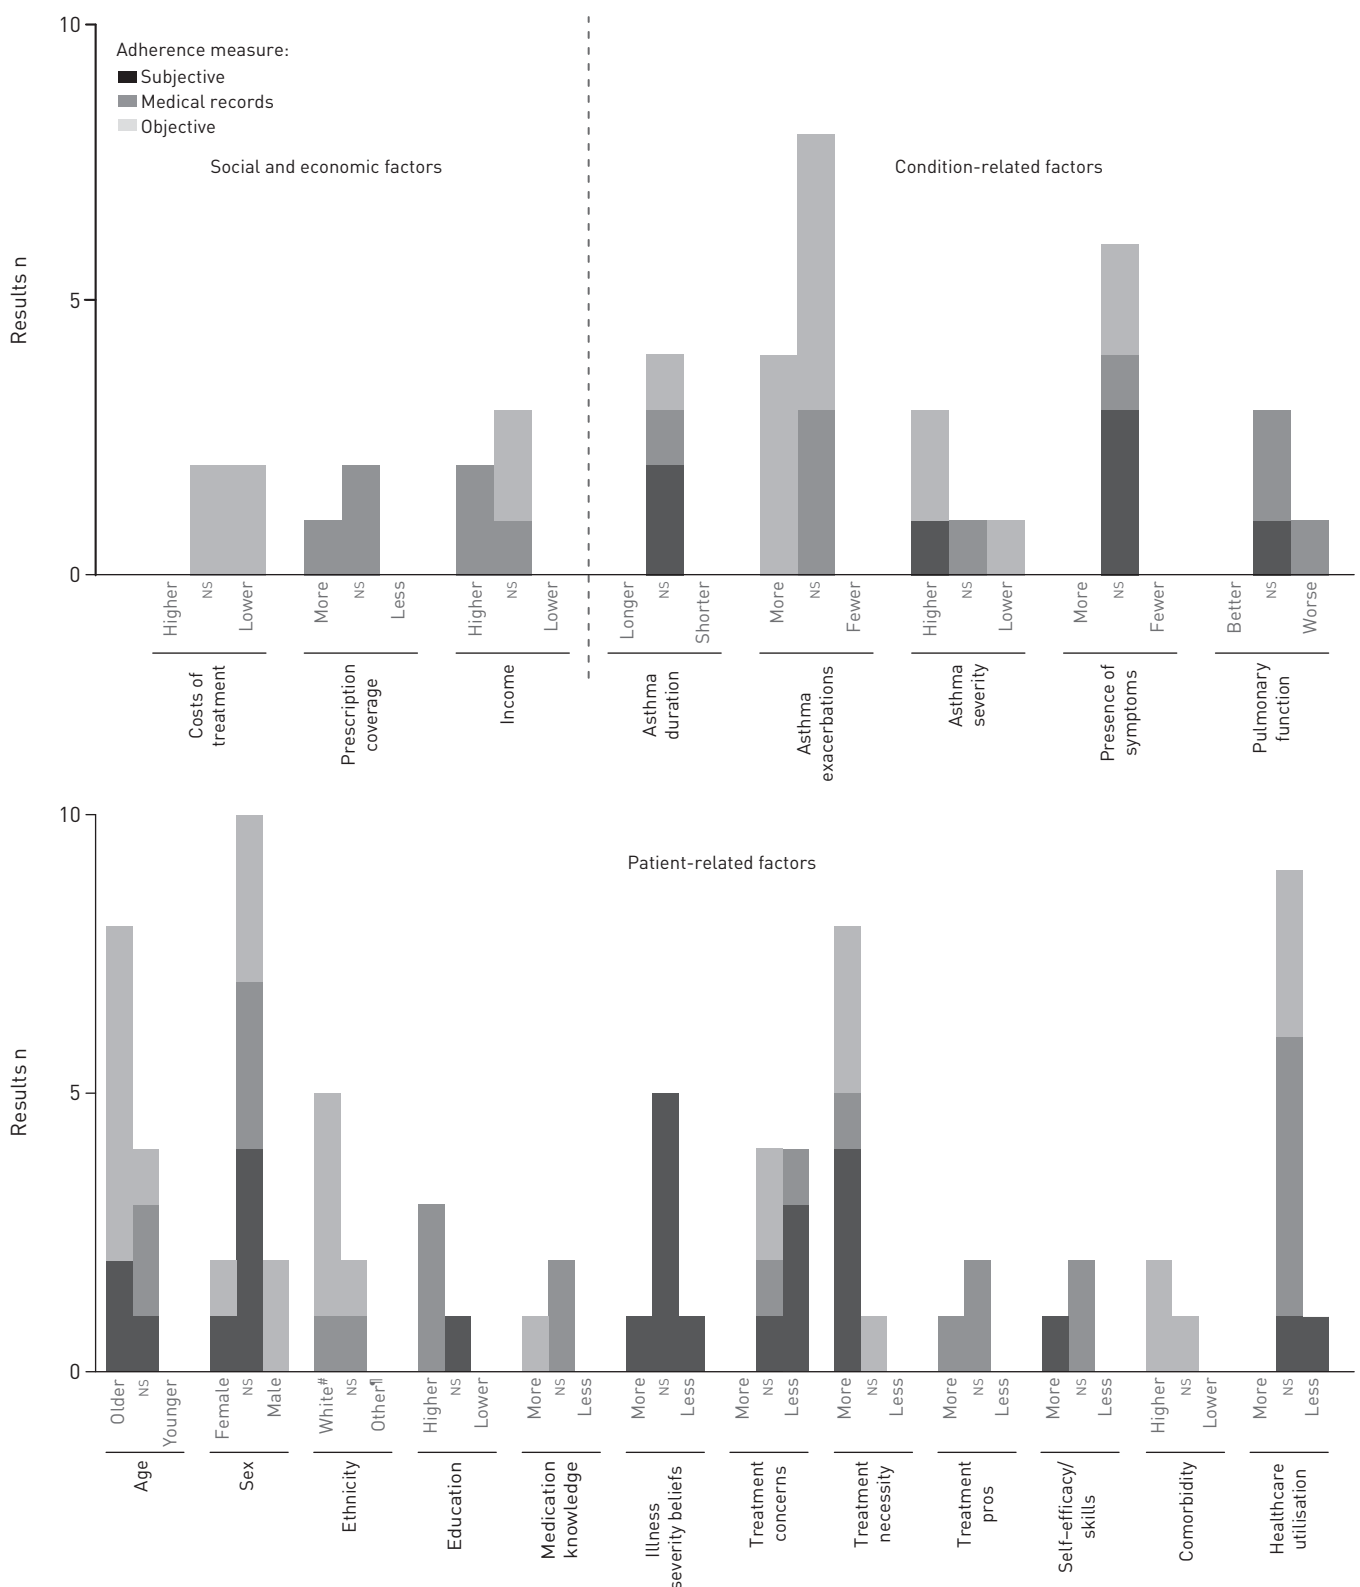 10
Adherence measure:
Subjective
Medical records
Objective
Social and economic factors
Condition-related factors
Results n
5
0
Higher
NS
Lower
More
NS
Less
Higher
NS
Lower
Longer
NS
Shorter
More
NS
Fewer
Higher
NS
Lower
More
NS
Fewer
Better
NS
Worse
Costs of
treatment
Prescription
coverage
Income
Asthma
duration
Asthma
exacerbations
Asthma
severity
Presence of
symptoms
Pulmonary
function
10
Patient-related factors
Results n
5
0
Older
NS
Younger
Female
NS
Male
White#
NS
Other¶
Higher
NS
Lower
More
NS
Less
More
NS
Less
More
NS
Less
More
NS
Less
More
NS
Less
More
NS
Less
Higher
NS
Lower
More
NS
Less
Age
Sex
Ethnicity
Education
Medication
knowledge
Illness
severity beliefs
Treatment
concerns
Treatment
necessity
Treatment
pros
Self-efficacy/
skills
Comorbidity
Healthcare
utilisation